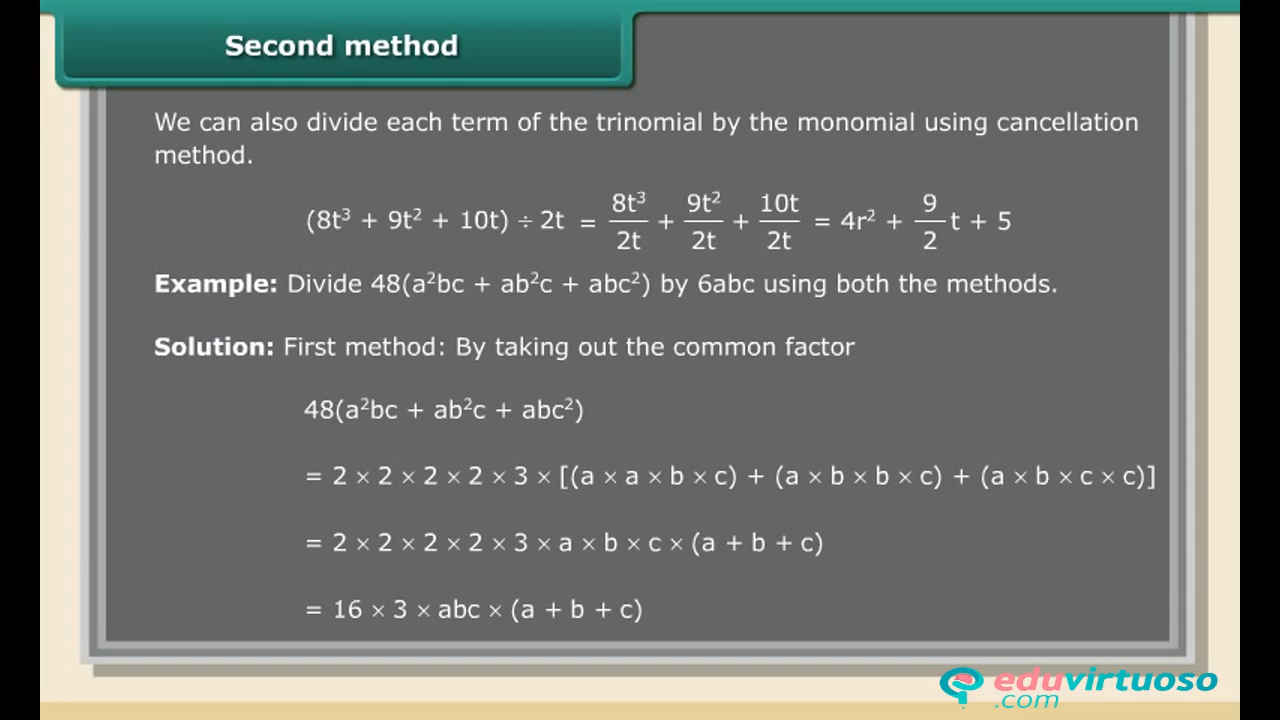 Second method
We can also divide each term of the trinomial by the monomial using cancellation
method.
(8t³ + 9t² + 10t) ÷ 2t = 8t³/2t + 9t²/2t + 10t/2t = 4r² + 9/2 t + 5
Example: Divide 48(a²bc + ab²c + abc²) by 6abc using both the methods.
Solution: First method: By taking out the common factor
48(a²bc + ab²c + abc²)
= 2 × 2 × 2 × 2 × 3 × [(a × a × b × c) + (a × b × b × c) + (a × b × c × c)]
= 2 × 2 × 2 × 2 × 3 × a × b × c × (a + b + c)
= 16 × 3 × abc × (a + b + c)
eduvirtuoso
.com